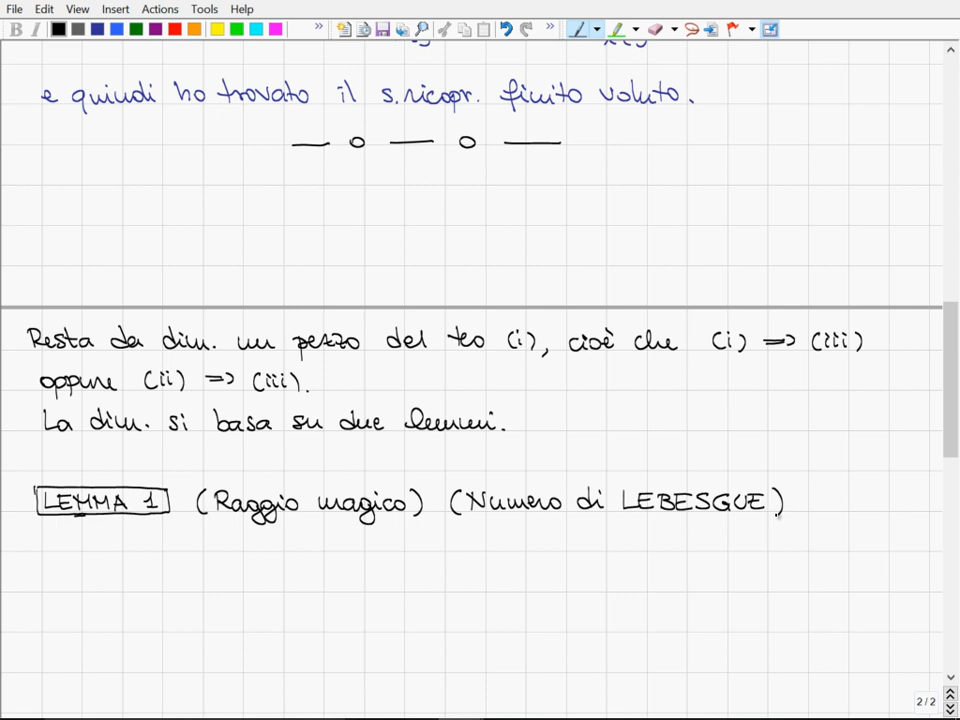 File Edit View Insert Actions Tools Help
B I » »
e quindi ho trovato il s.ricopr. finito voluto.
Resta da dim. un pezzo del teo (i), cioè che (i) => (iii)
oppure (ii) => (iii).
La dim. si basa su due lemmi.
LEMMA 1 (Raggio magico) (Numero di LEBESGUE)
2 / 2